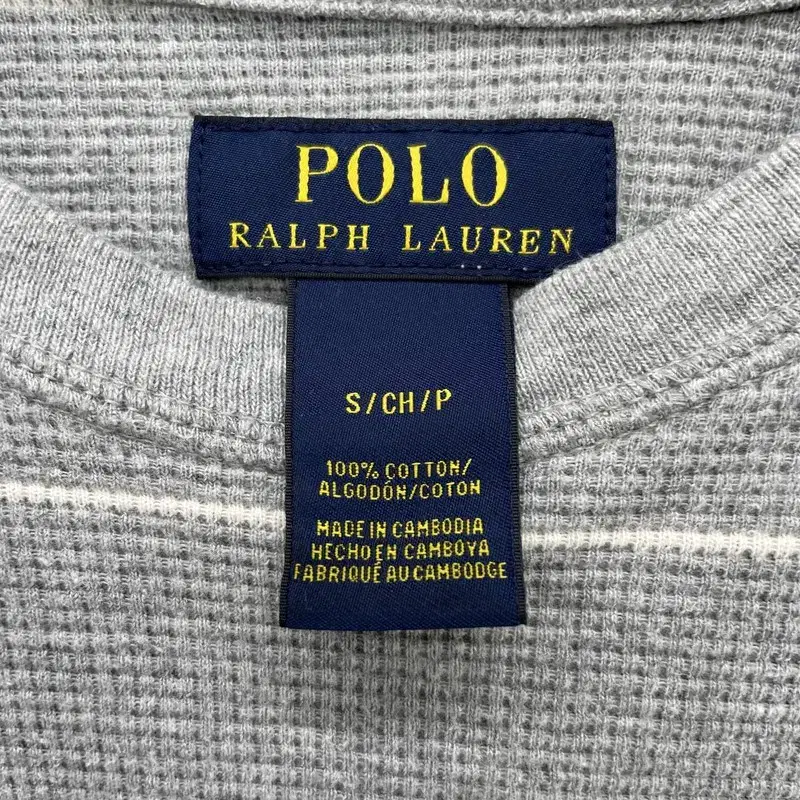 POLO
RALPH LAUREN
S/CH/P
100% COTTON/
ALGODÓN/COTON
MADE IN CAMBODIA
HECHO EN CAMBOYA
FABRIQUÉ AU CAMBODGE